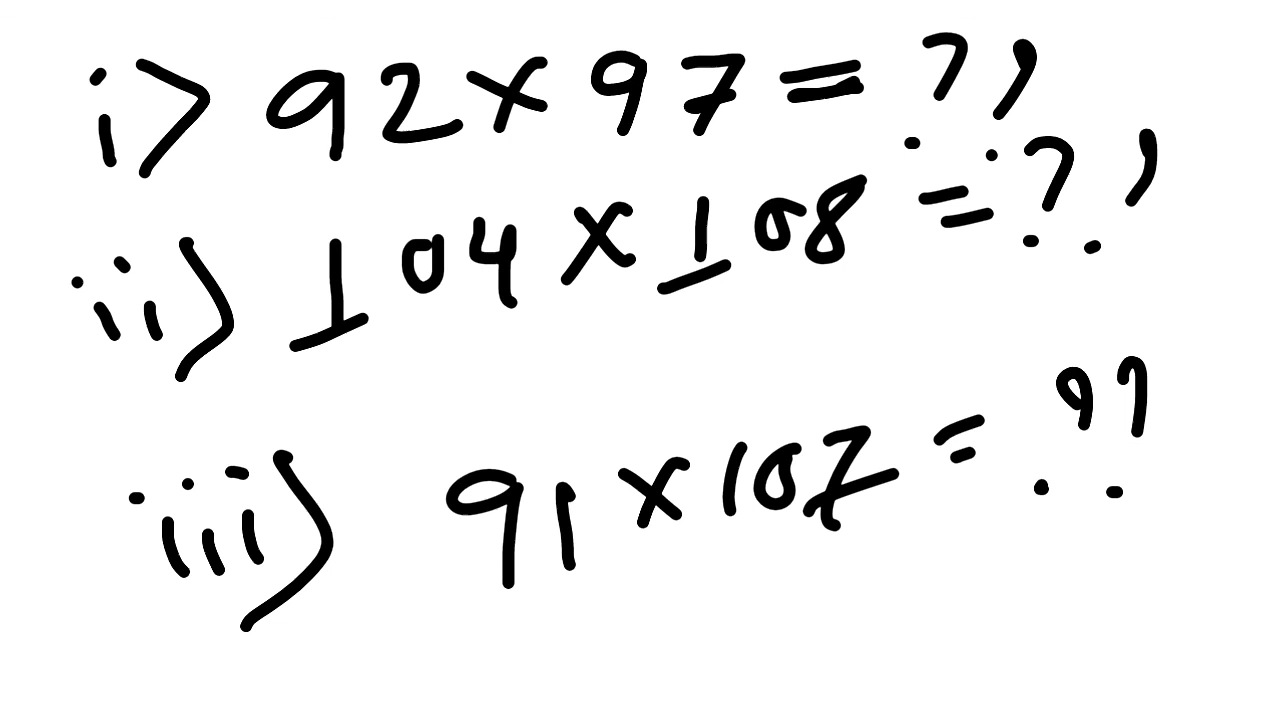 i> 92 x 97 = ??
ii) 104 x 108 = ??
iii) 91 x 107 = ??